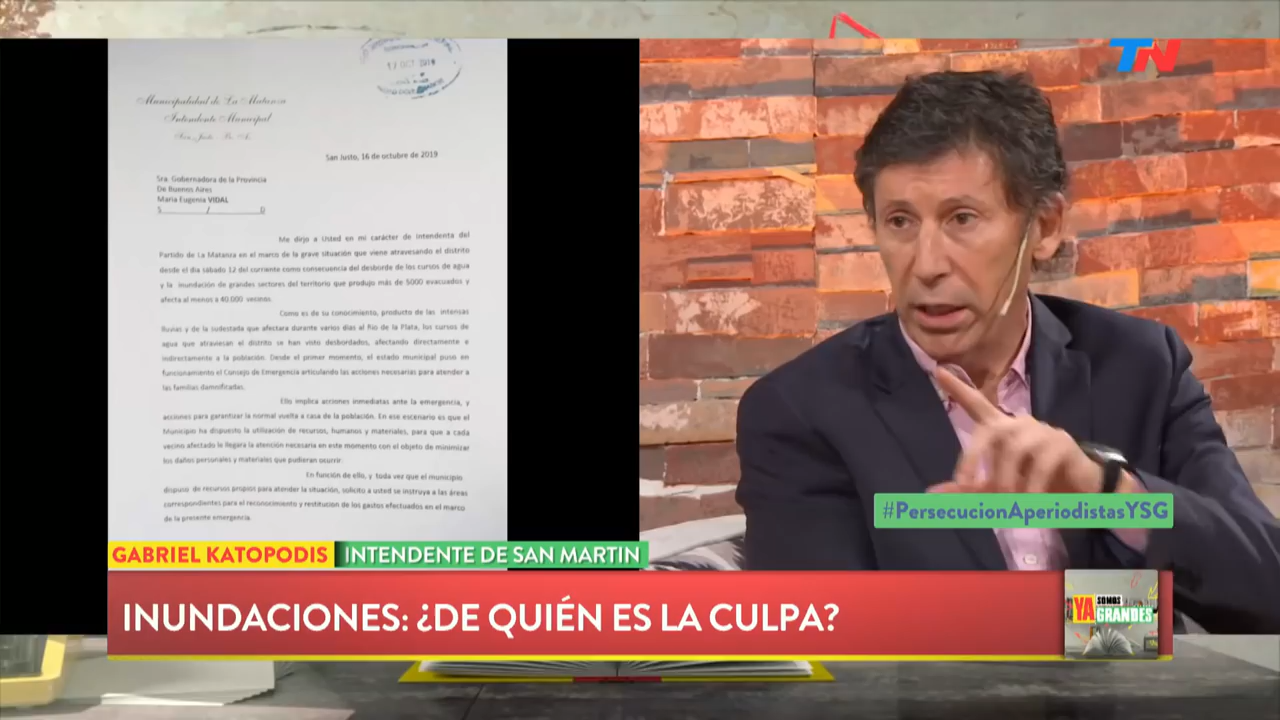 TN
17 OCT 2019
Municipalidad de La Matanza
Intendente Municipal
San Justo, 16 de octubre de 2019
Sra. Gobernadora de la Provincia
De Buenos Aires
María Eugenia VIDAL
S / D
Me dirijo a Usted en mi carácter de Intendenta del
Partido de La Matanza en el marco de la grave situación que viene atravesando el distrito
desde el día sábado 12 del corriente como consecuencia del desborde de los cursos de agua
y la inundación de grandes sectores del territorio que produjo más de 5000 evacuados y
afecta al menos a 40.000 vecinos.
Como es de su conocimiento, producto de las intensas
lluvias y de la sudestada que afectara durante varios días al Río de la Plata, los cursos de
agua que atraviesan el distrito se han visto desbordados, afectando directamente e
indirectamente a la población. Desde el primer momento, el estado municipal puso en
funcionamiento el Consejo de Emergencia articulando las acciones necesarias para atender a
las familias damnificadas.
Ello implica acciones inmediatas ante la emergencia, y
acciones para garantizar la normal vuelta a casa de la población. En ese escenario es que el
Municipio ha dispuesto la utilización de recursos, humanos y materiales, para que a cada
vecino afectado le llegara la atención necesaria en este momento con el objeto de minimizar
los daños personales y materiales que pudieran ocurrir.
En función de ello, y toda vez que el municipio
dispuso de recursos propios para atender la situación, solicito a usted se instruya a las áreas
correspondientes para el reconocimiento y restitución de los gastos efectuados en el marco
de la presente emergencia.
#PersecucionAperiodistasYSG
GABRIEL KATOPODIS INTENDENTE DE SAN MARTIN
INUNDACIONES: ¿DE QUIÉN ES LA CULPA?
YA SOMOS GRANDES